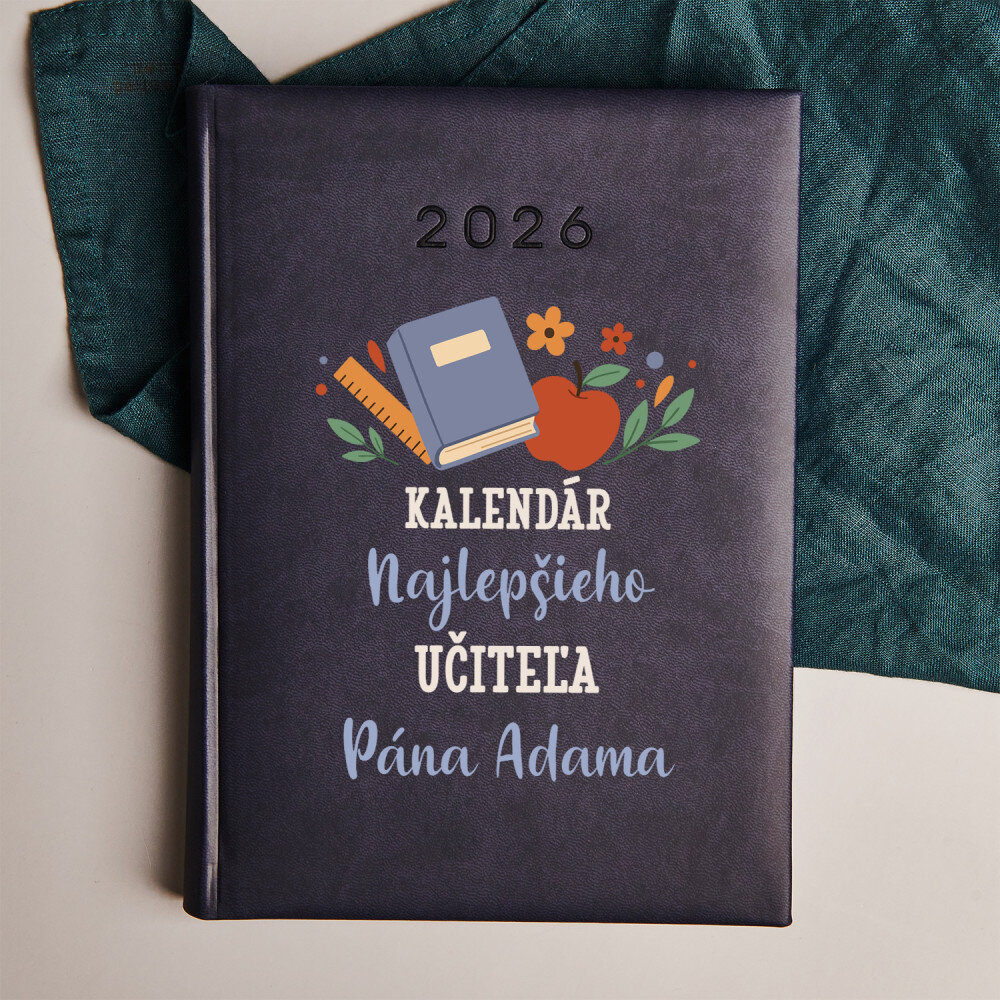 2026
KALENDÁR
Najlepšieho
UČITEĽA
Pána Adama